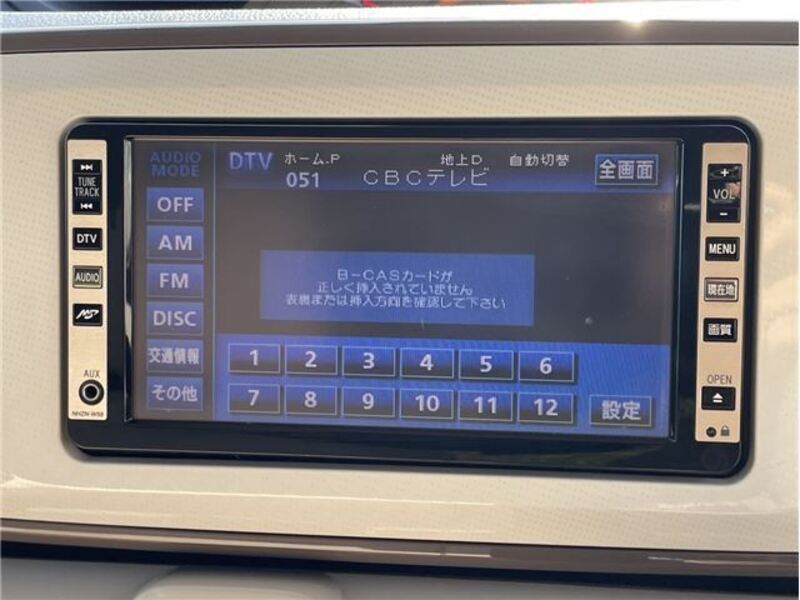 AUDIO MODE
DTV ホーム.P 地上D 自動切替
051 CBCテレビ
全画面
OFF
AM
FM
DISC
交通情報
その他
B-CASカードが
正しく挿入されていません
表裏または挿入方向を確認して下さい
1 2 3 4 5 6
7 8 9 10 11 12
設定
TUNE
TRACK
DTV
AUDIO
AUX
NHZN-W58
+
VOL
-
MENU
現在地
画質
OPEN